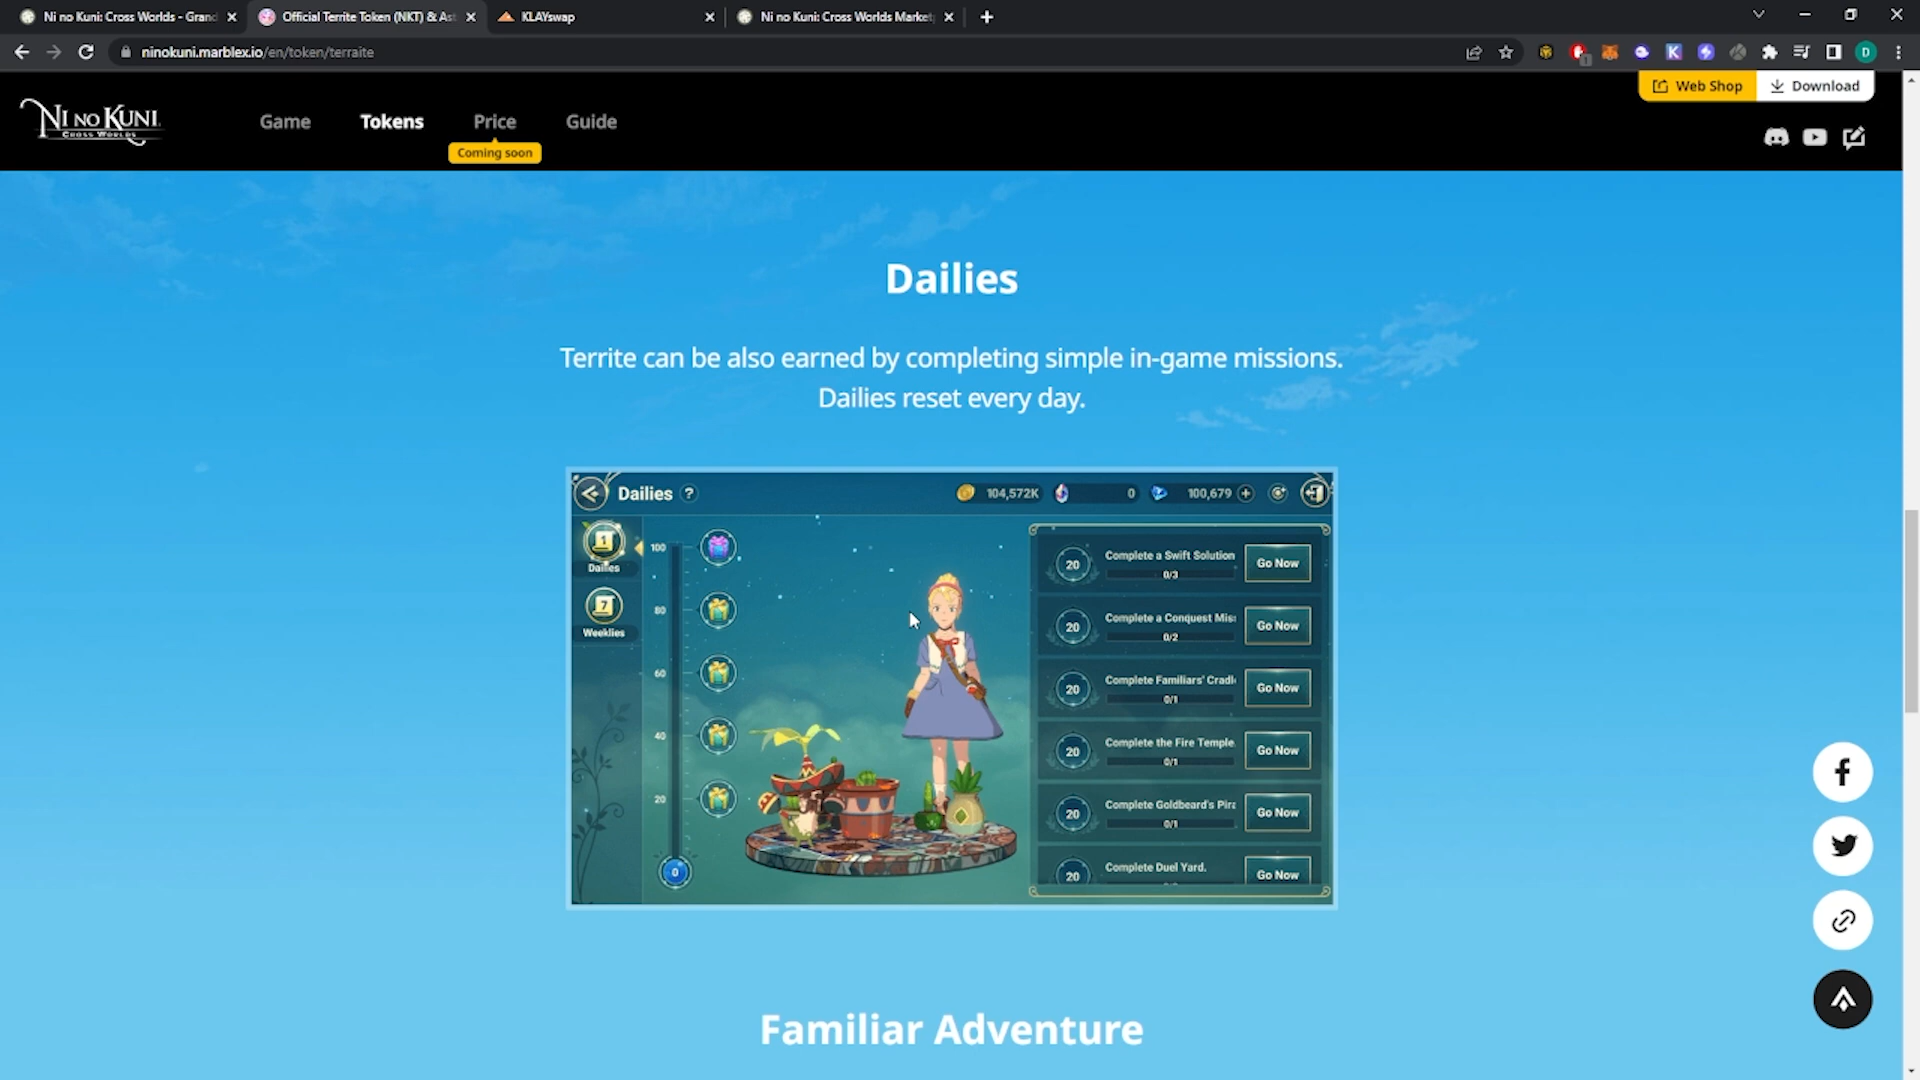 Ni no Kuni: Cross Worlds - Grand
Official Territe Token (NKT) & Ast
KLAYswap
Ni no Kuni: Cross Worlds Market
ninokuni.marblex.io/en/token/terraite
1
D
Web Shop
Download
NI NO KUNI
CROSS WORLDS
Game
Tokens
Price
Guide
Coming soon
Dailies
Territe can be also earned by completing simple in-game missions.
Dailies reset every day.
Dailies ?
104,572K
0
100,679
1
Dailies
7
Weeklies
100
80
60
40
20
0
20
Complete a Swift Solution
0/3
Go Now
20
Complete a Conquest Mis
0/2
Go Now
20
Complete Familiars' Cradl
0/1
Go Now
20
Complete the Fire Temple.
0/1
Go Now
20
Complete Goldbeard's Pira
0/1
Go Now
20
Complete Duel Yard.
Go Now
Familiar Adventure